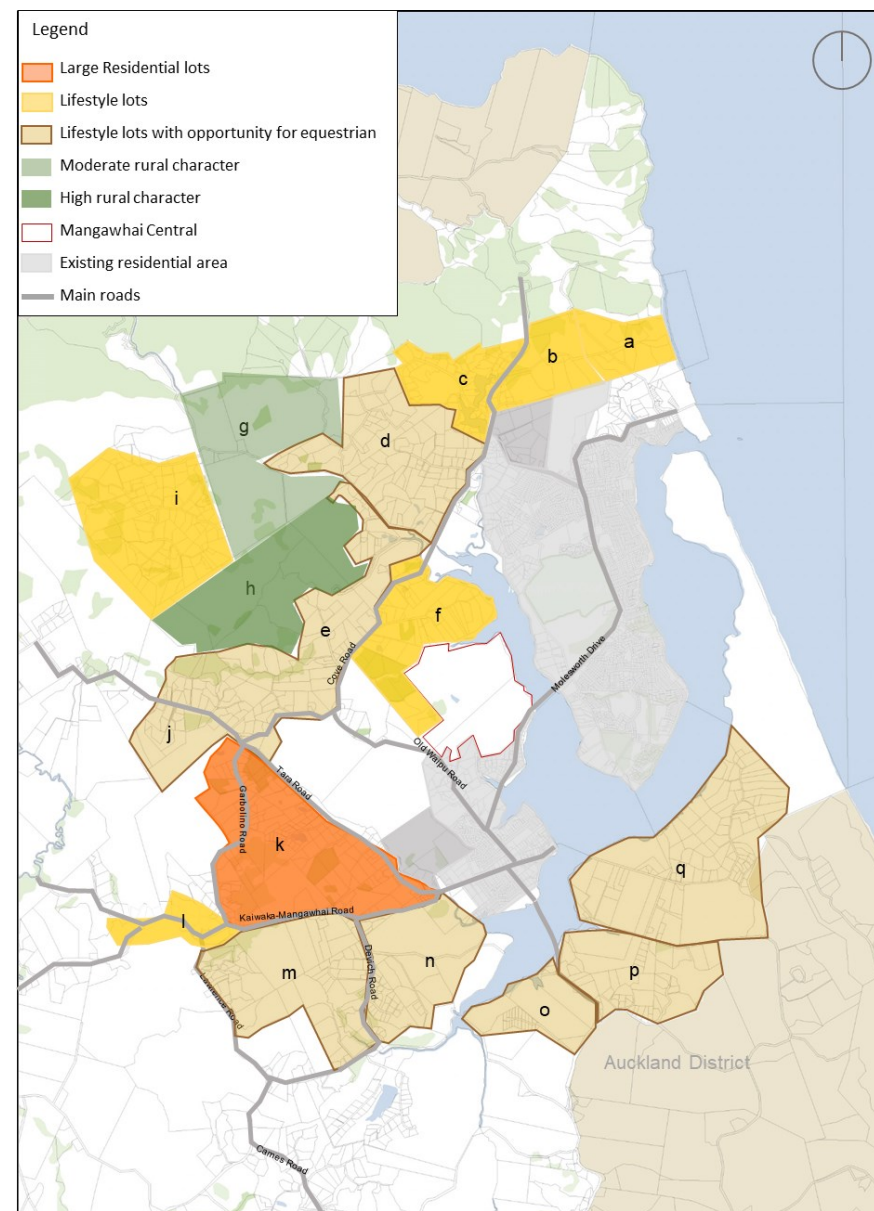 Legend
Large Residential lots
Lifestyle lots
Lifestyle lots with opportunity for equestrian
Moderate rural character
High rural character
Mangawhai Central
Existing residential area
Main roads
a
b
c
d
g
i
h
f
e
Cove Road
Molesworth Drive
j
Old Waipu Road
Tara Road
Garbolino Road
k
q
Kaiwaka-Mangawhai Road
l
n
m
Devich Road
p
Lawrence Road
o
Auckland District
Cames Road